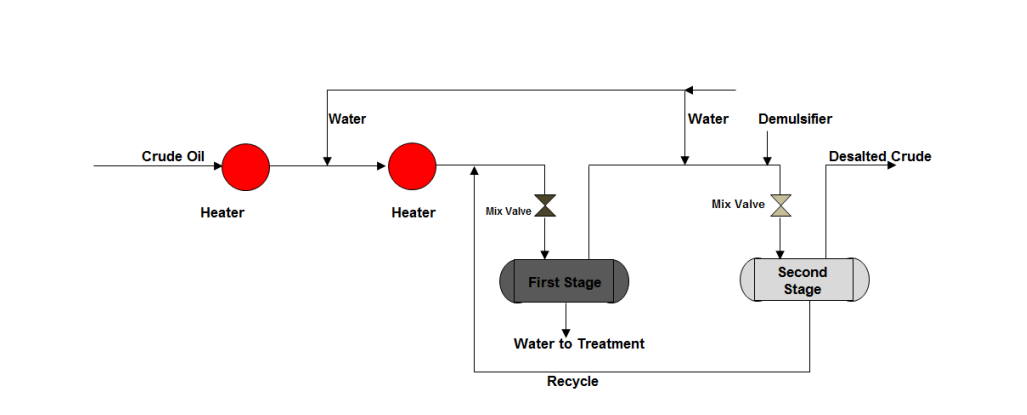 Water
Water
Demulsifier
Crude Oil
Desalted Crude
Heater
Heater
Mix Valve
Mix Valve
First Stage
Second
Stage
Water to Treatment
Recycle